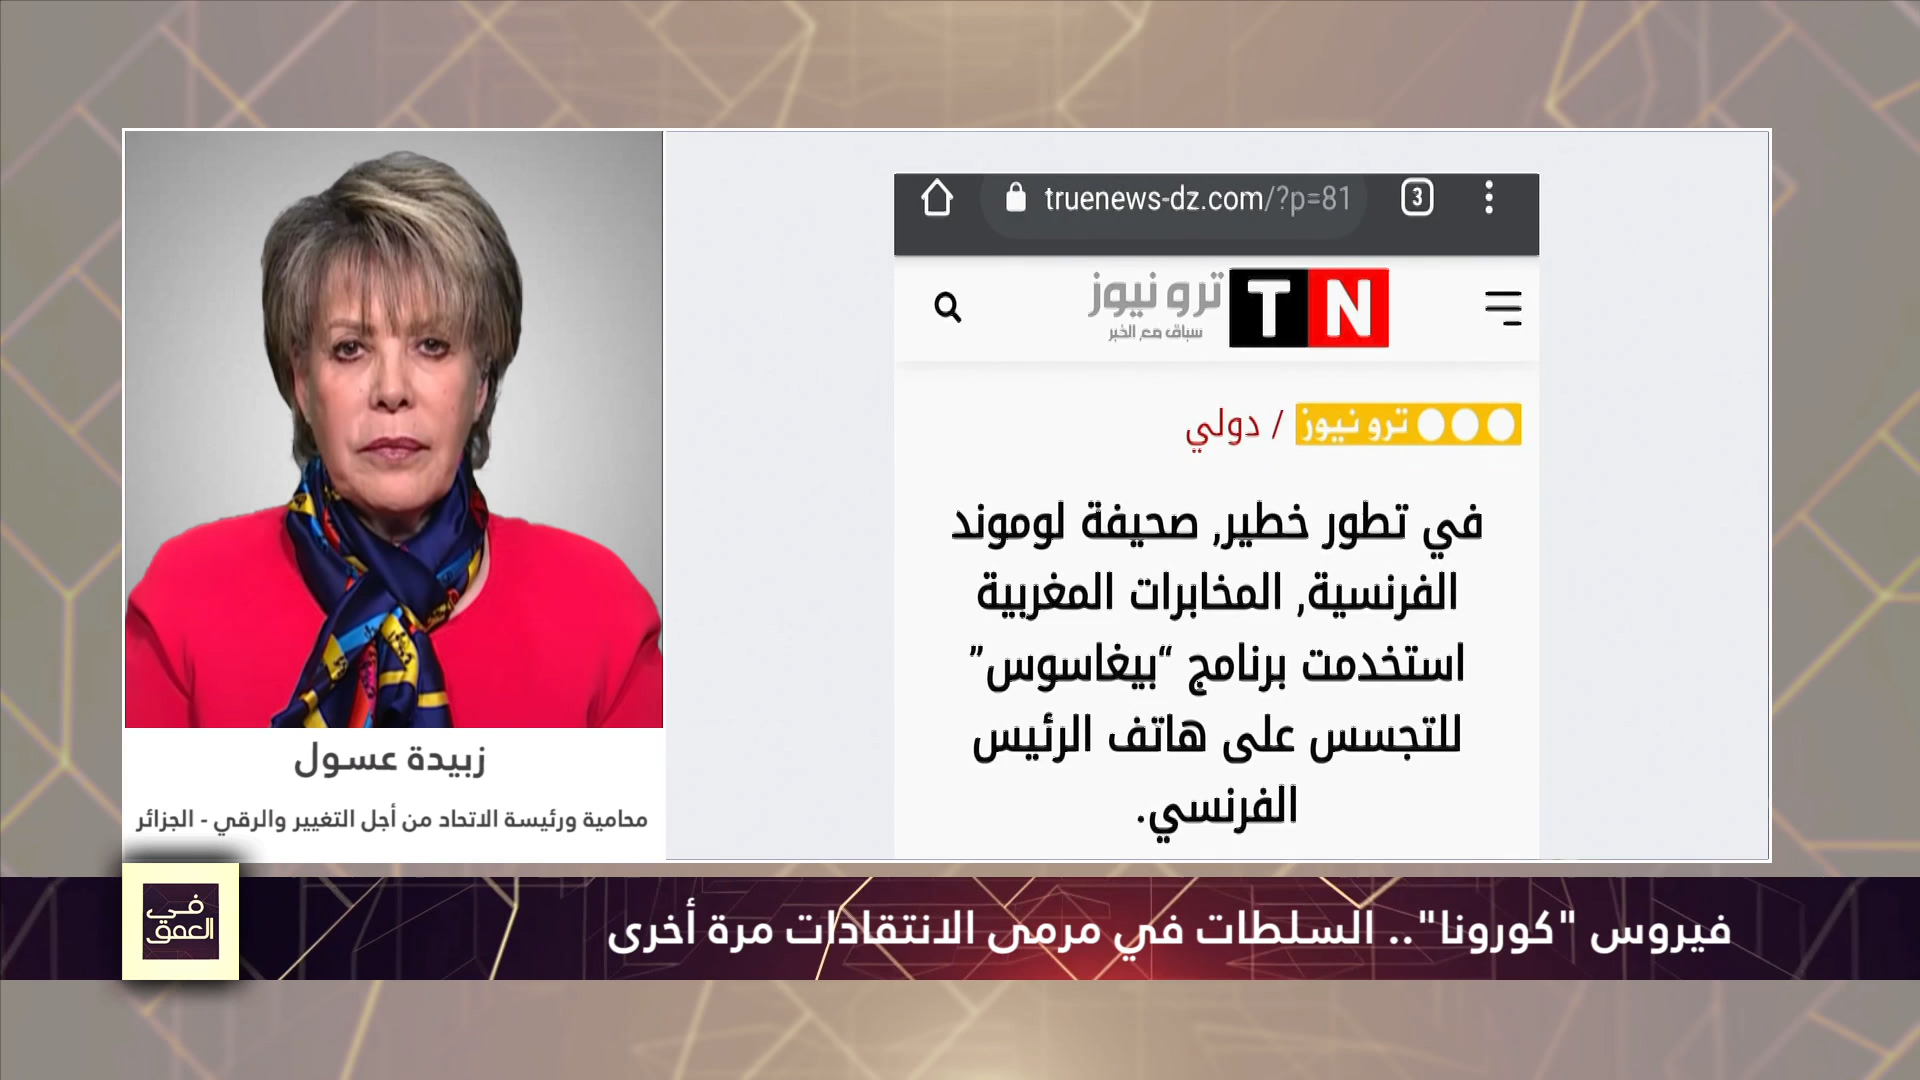 truenews-dz.com/?p=81
3
ترو نيوز
سباق مع الخبر
TN
ترو نيوز / دولي
في تطور خطير, صحيفة لوموند
الفرنسية, المخابرات المغربية
استخدمت برنامج “بيغاسوس”
للتجسس على هاتف الرئيس
الفرنسي.
زبيدة عسول
محامية ورئيسة الاتحاد من أجل التغيير والرقي - الجزائر
فيروس "كورونا".. السلطات في مرمى الانتقادات مرة أخرى
في
العمق